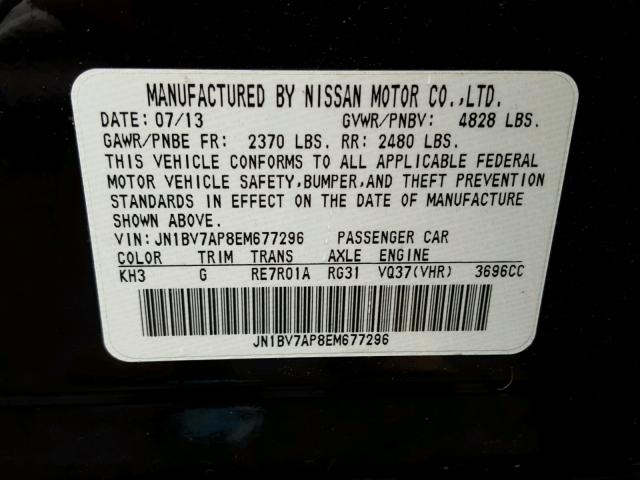 MANUFACTURED BY NISSAN MOTOR CO.,LTD.
DATE: 07/13 GVWR/PNBV: 4828 LBS.
GAWR/PNBE FR: 2370 LBS. RR: 2480 LBS.
THIS VEHICLE CONFORMS TO ALL APPLICABLE FEDERAL
MOTOR VEHICLE SAFETY,BUMPER,AND THEFT PREVENTION
STANDARDS IN EFFECT ON THE DATE OF MANUFACTURE
SHOWN ABOVE.
VIN: JN1BV7AP8EM677296 PASSENGER CAR
COLOR TRIM TRANS AXLE ENGINE
KH3 G RE7R01A RG31 VQ37(VHR) 3696CC
JN1BV7AP8EM677296